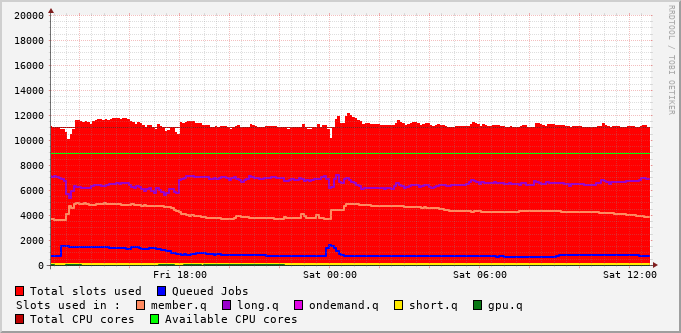 20000
18000
16000
14000
12000
10000
8000
6000
4000
2000
0
Fri 18:00 Sat 00:00 Sat 06:00 Sat 12:00
RRDTOOL / TOBI OETIKER
Total slots used Queued Jobs
Slots used in : member.q long.q ondemand.q short.q gpu.q
Total CPU cores Available CPU cores